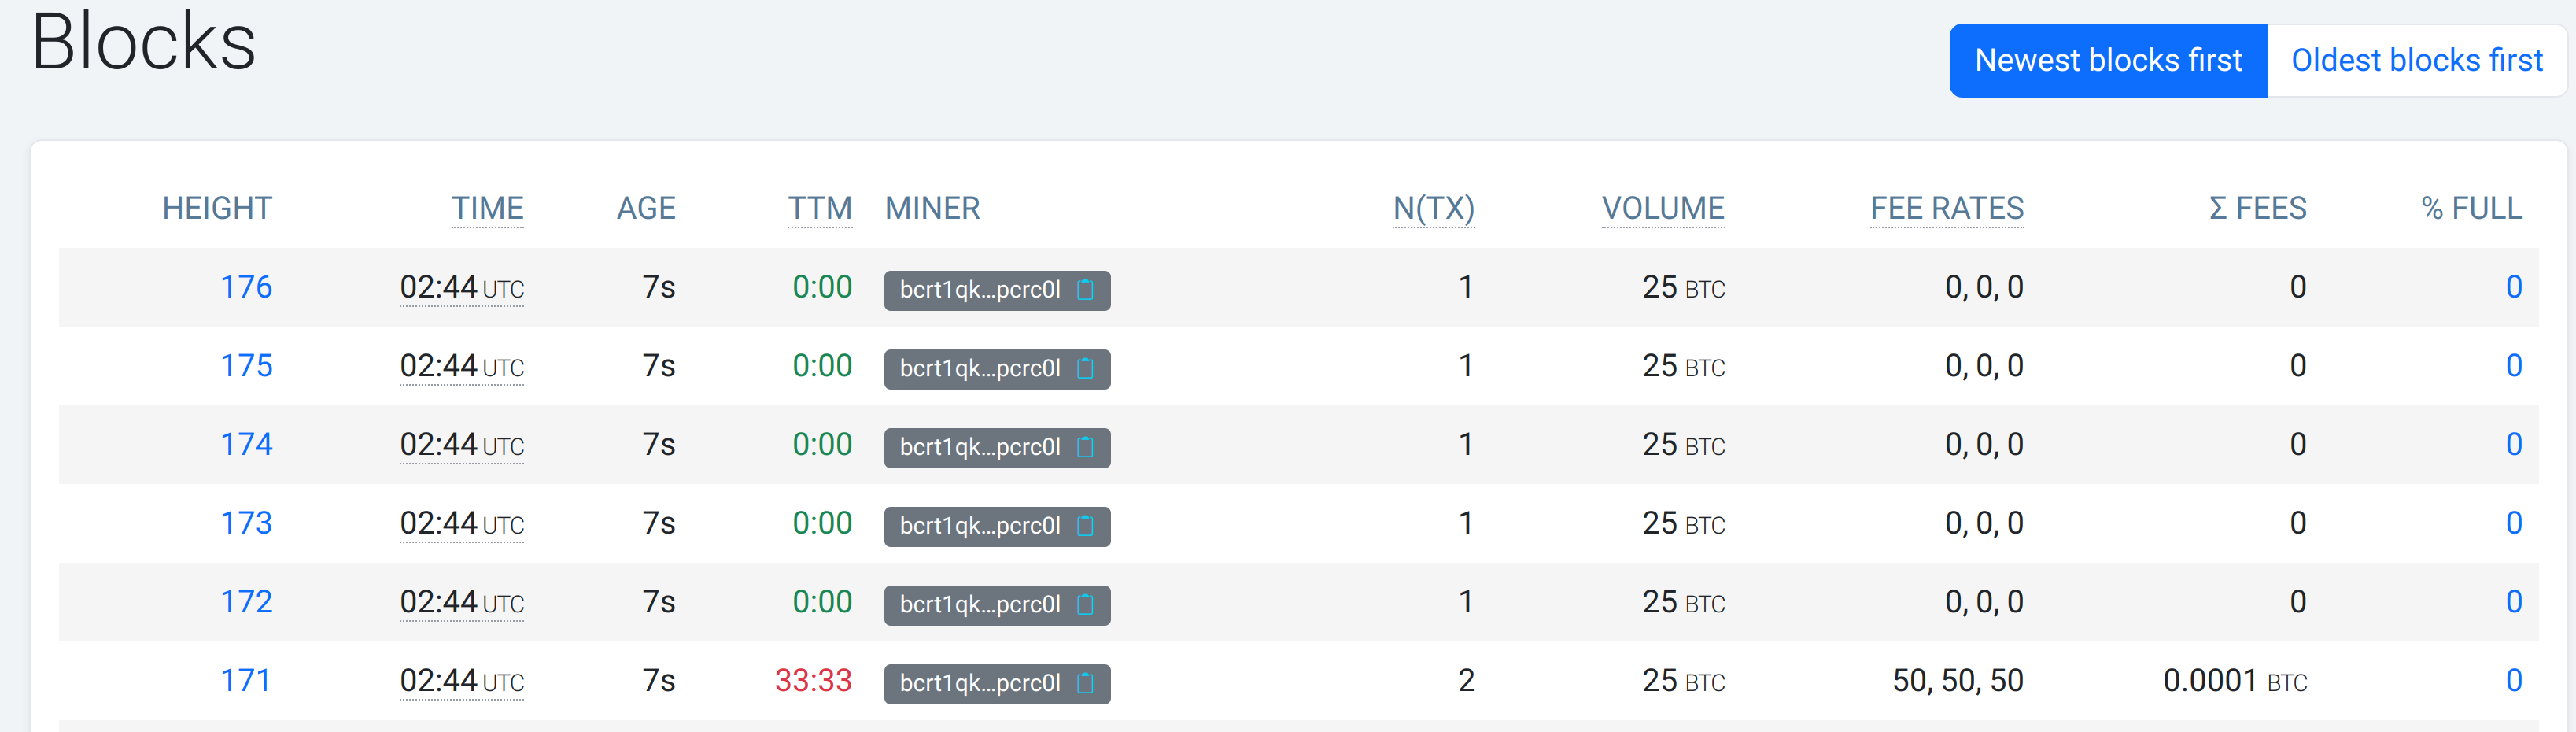 Blocks
Newest blocks first Oldest blocks first
HEIGHT TIME AGE TTM MINER N(TX) VOLUME FEE RATES Σ FEES % FULL
176 02:44 UTC 7s 0:00 bcrt1qk...pcrc0l 1 25 BTC 0, 0, 0 0 0
175 02:44 UTC 7s 0:00 bcrt1qk...pcrc0l 1 25 BTC 0, 0, 0 0 0
174 02:44 UTC 7s 0:00 bcrt1qk...pcrc0l 1 25 BTC 0, 0, 0 0 0
173 02:44 UTC 7s 0:00 bcrt1qk...pcrc0l 1 25 BTC 0, 0, 0 0 0
172 02:44 UTC 7s 0:00 bcrt1qk...pcrc0l 1 25 BTC 0, 0, 0 0 0
171 02:44 UTC 7s 33:33 bcrt1qk...pcrc0l 2 25 BTC 50, 50, 50 0.0001 BTC 0